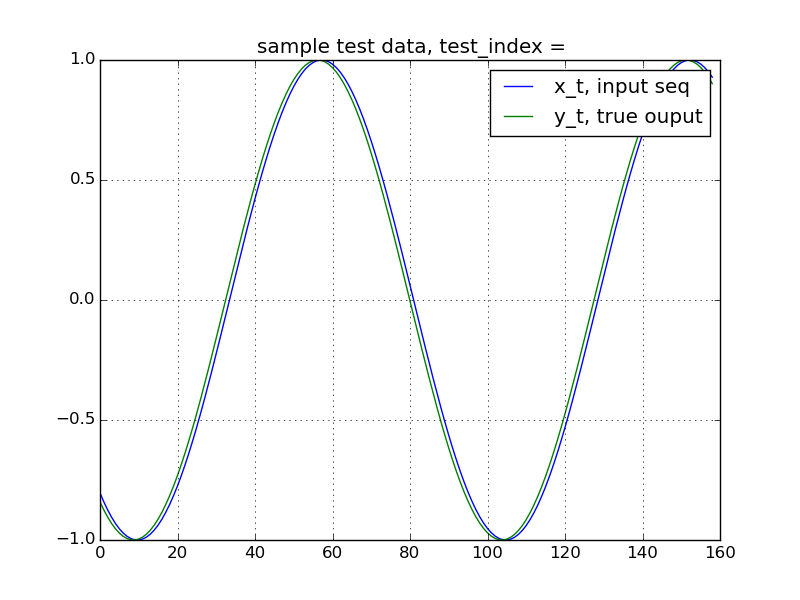 sample test data, test_index =
x_t, input seq
y_t, true ouput
1.0
0.5
0.0
−0.5
−1.0
0 20 40 60 80 100 120 140 160